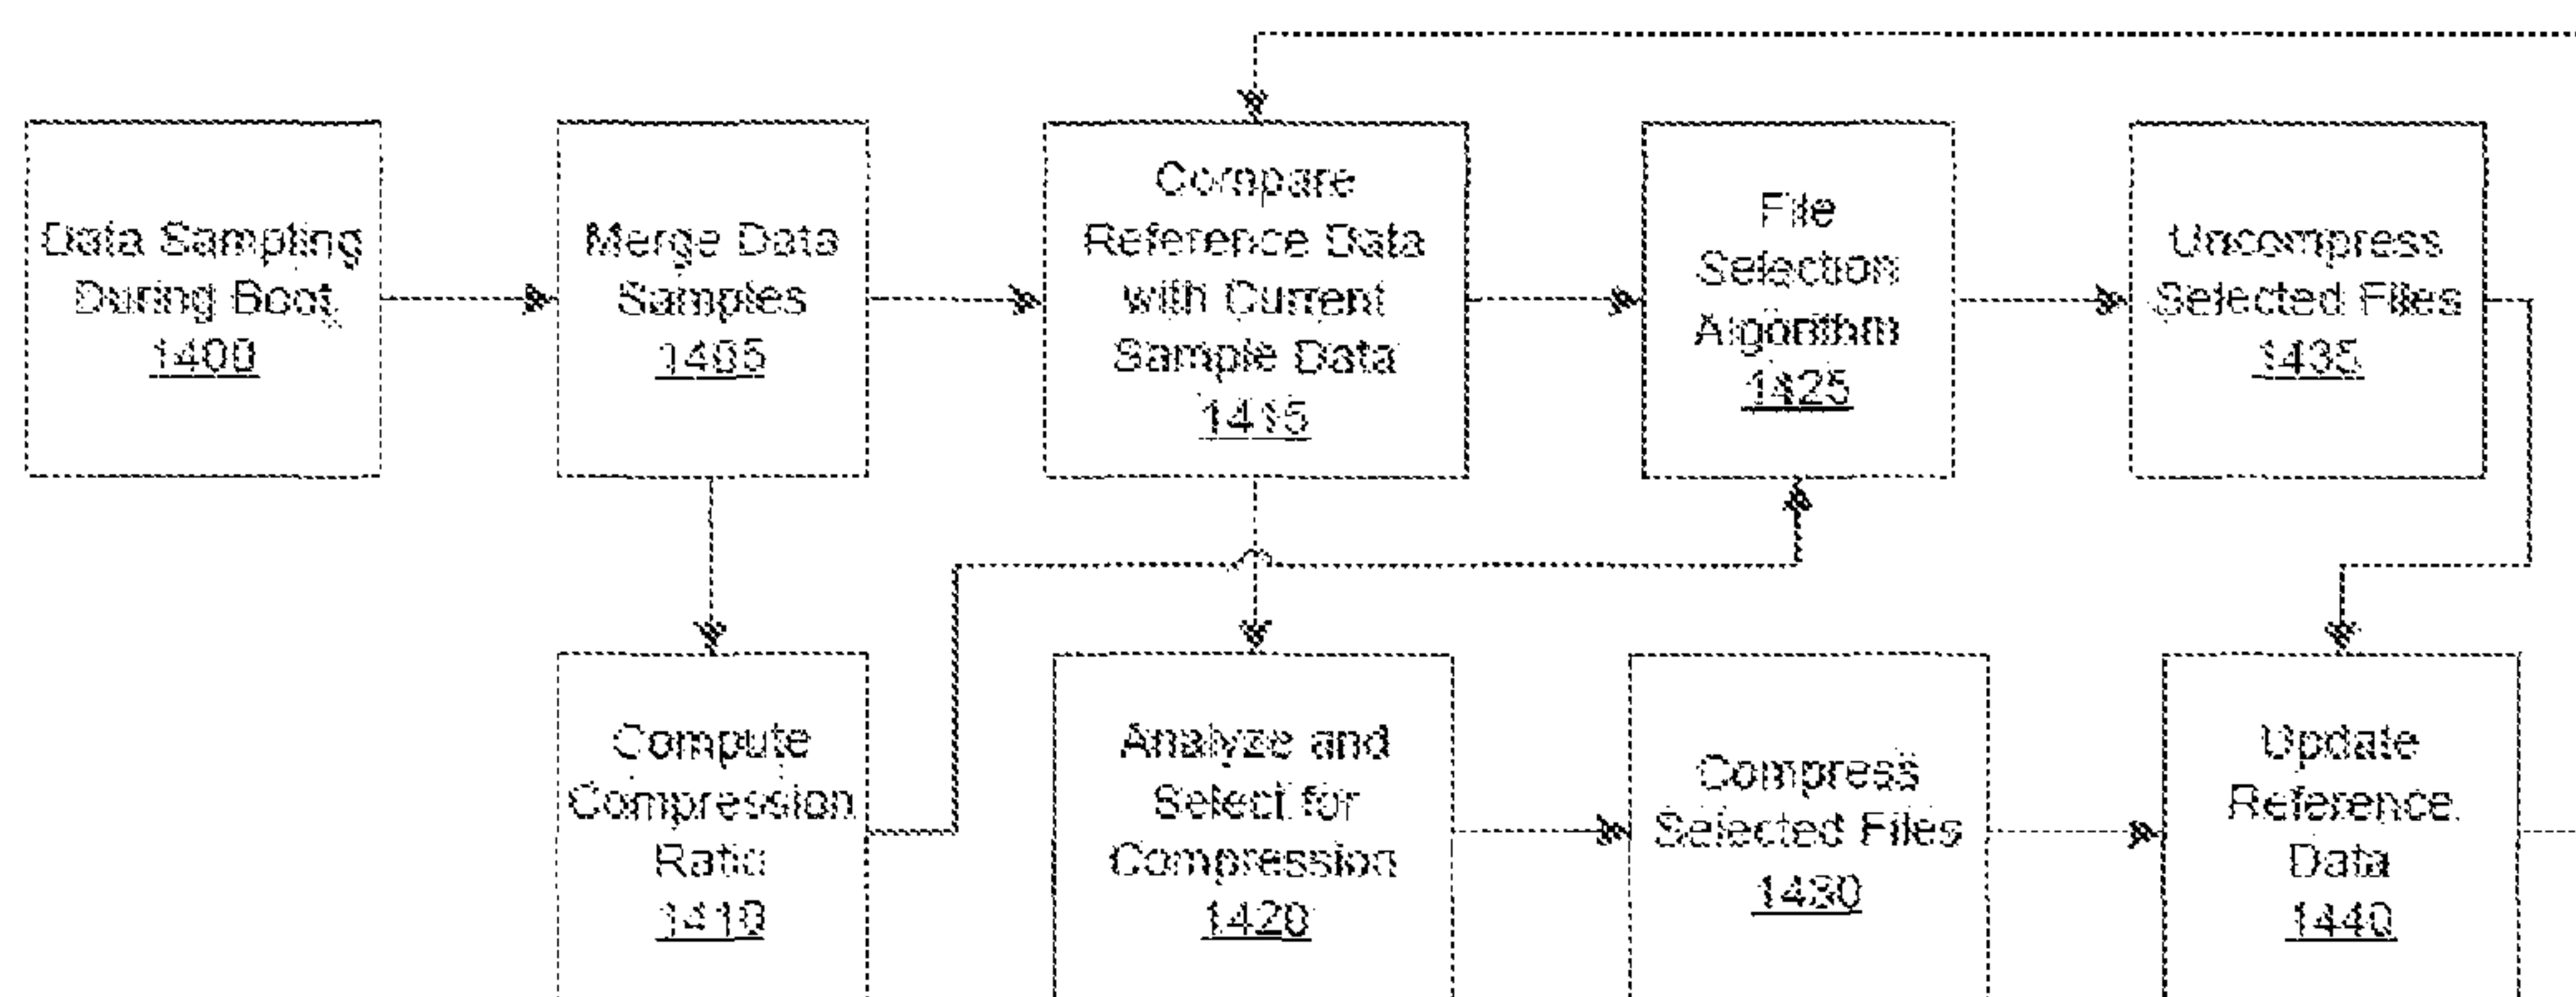 Data Sampling
During Boot
1400
Merge Data
Samples
1405
Compare
Reference Data
with Current
Sample Data
1415
File
Selection
Algorithm
1425
Uncompress
Selected Files
1435
Compute
Compression
Ratio
1410
Analyze and
Select for
Compression
1420
Compress
Selected Files
1430
Update
Reference
Data
1440